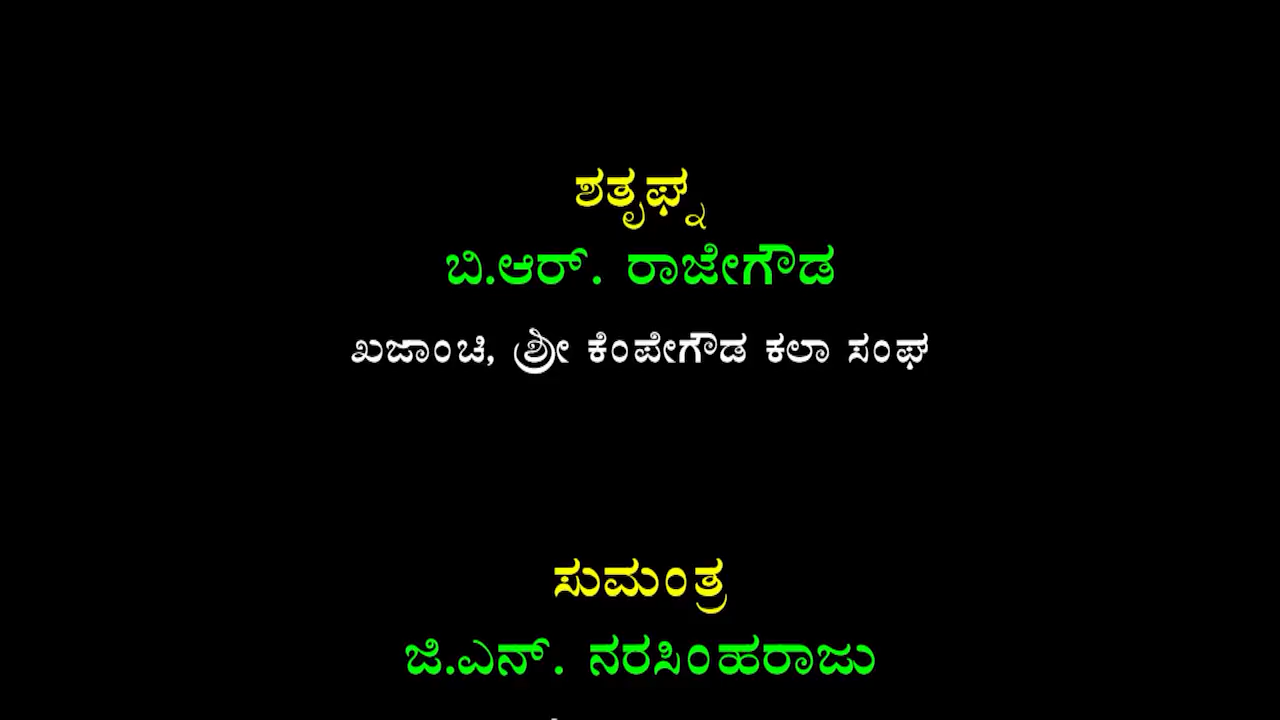 ಶತೃಘ್ನ
ಬಿ.ಆರ್. ರಾಜೇಗೌಡ
ಖಜಾಂಚಿ, ಶ್ರೀ ಕೆಂಪೇಗೌಡ ಕಲಾ ಸಂಘ
ಸುಮಂತ್ರ
ಜಿ.ಎನ್. ನರಸಿಂಹರಾಜು